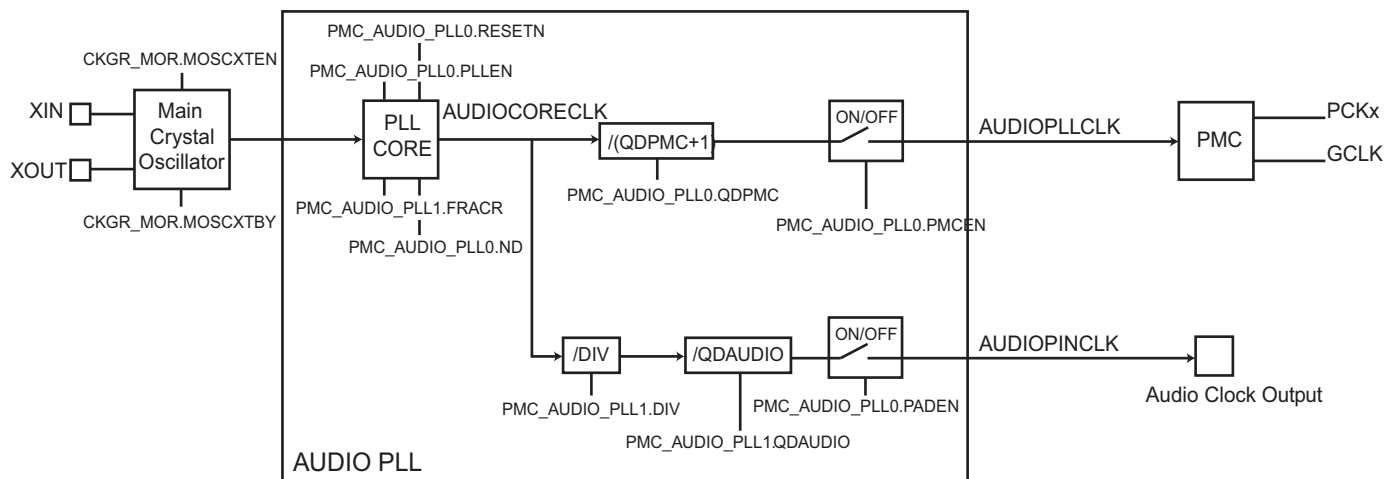 PMC_AUDIO_PLL0.RESETN
CKGR_MOR.MOSCXTEN
PMC_AUDIO_PLL0.PLLEN
XIN
XOUT
Main
Crystal
Oscillator
PLL
CORE
AUDIOCORECLK
/(QDPMC+1)
ON/OFF
AUDIOPLLCLK
PMC
PCKx
GCLK
PMC_AUDIO_PLL0.QDPMC
PMC_AUDIO_PLL1.FRACR
CKGR_MOR.MOSCXTBY
PMC_AUDIO_PLL0.PMCEN
PMC_AUDIO_PLL0.ND
/DIV
/QDAUDIO
ON/OFF
AUDIOPINCLK
Audio Clock Output
PMC_AUDIO_PLL1.DIV
PMC_AUDIO_PLL0.PADEN
PMC_AUDIO_PLL1.QDAUDIO
AUDIO PLL